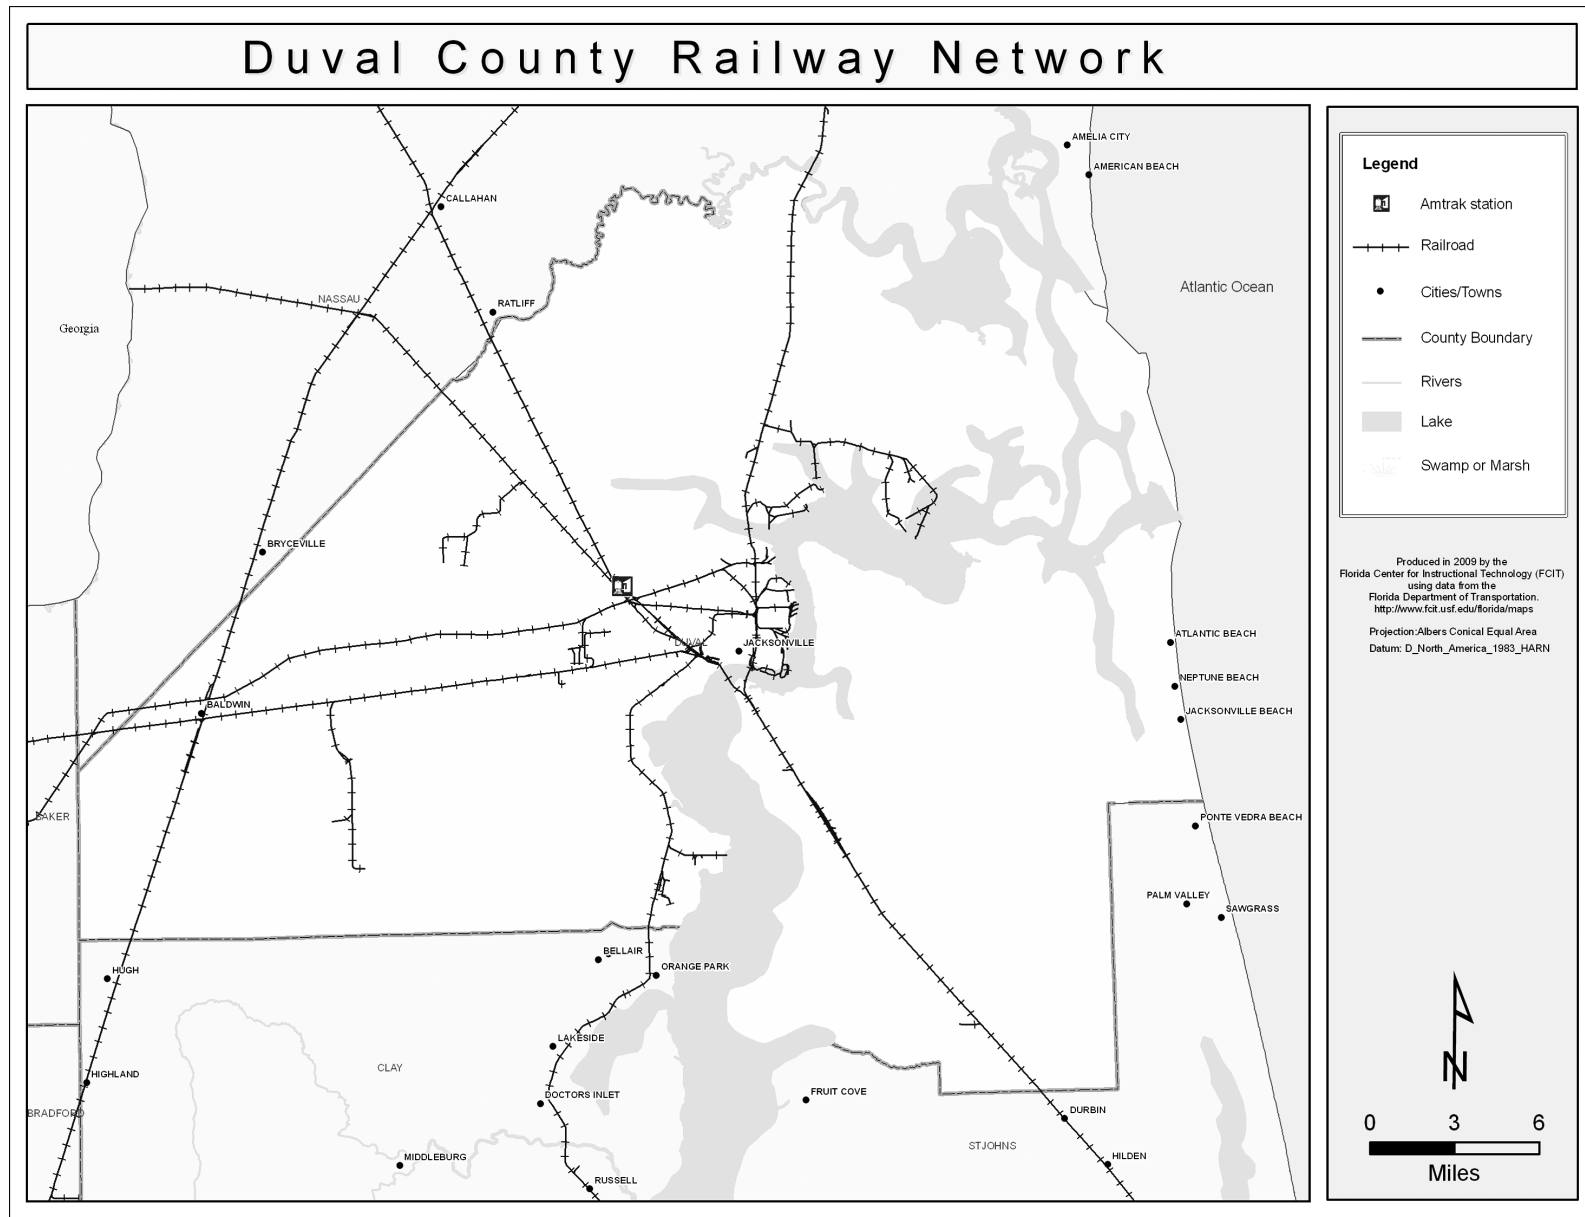 Duval County Railway Network
AMELIA CITY
AMERICAN BEACH
CALLAHAN
NASSAU
RATLIFF
Georgia
Atlantic Ocean
BRYCEVILLE
DUVAL
JACKSONVILLE
ATLANTIC BEACH
NEPTUNE BEACH
BALDWIN
JACKSONVILLE BEACH
BAKER
PONTE VEDRA BEACH
PALM VALLEY
SAWGRASS
BELLAIR
ORANGE PARK
HUGH
LAKESIDE
CLAY
HIGHLAND
DOCTORS INLET
FRUIT COVE
BRADFORD
DURBIN
STJOHNS
MIDDLEBURG
HILDEN
RUSSELL
Legend
Amtrak station
Railroad
Cities/Towns
County Boundary
Rivers
Lake
Swamp or Marsh
Produced in 2009 by the
Florida Center for Instructional Technology (FCIT)
using data from the
Florida Department of Transportation.
http://www.fcit.usf.edu/florida/maps
Projection:Albers Conical Equal Area
Datum: D_North_America_1983_HARN
N
0 3 6
Miles